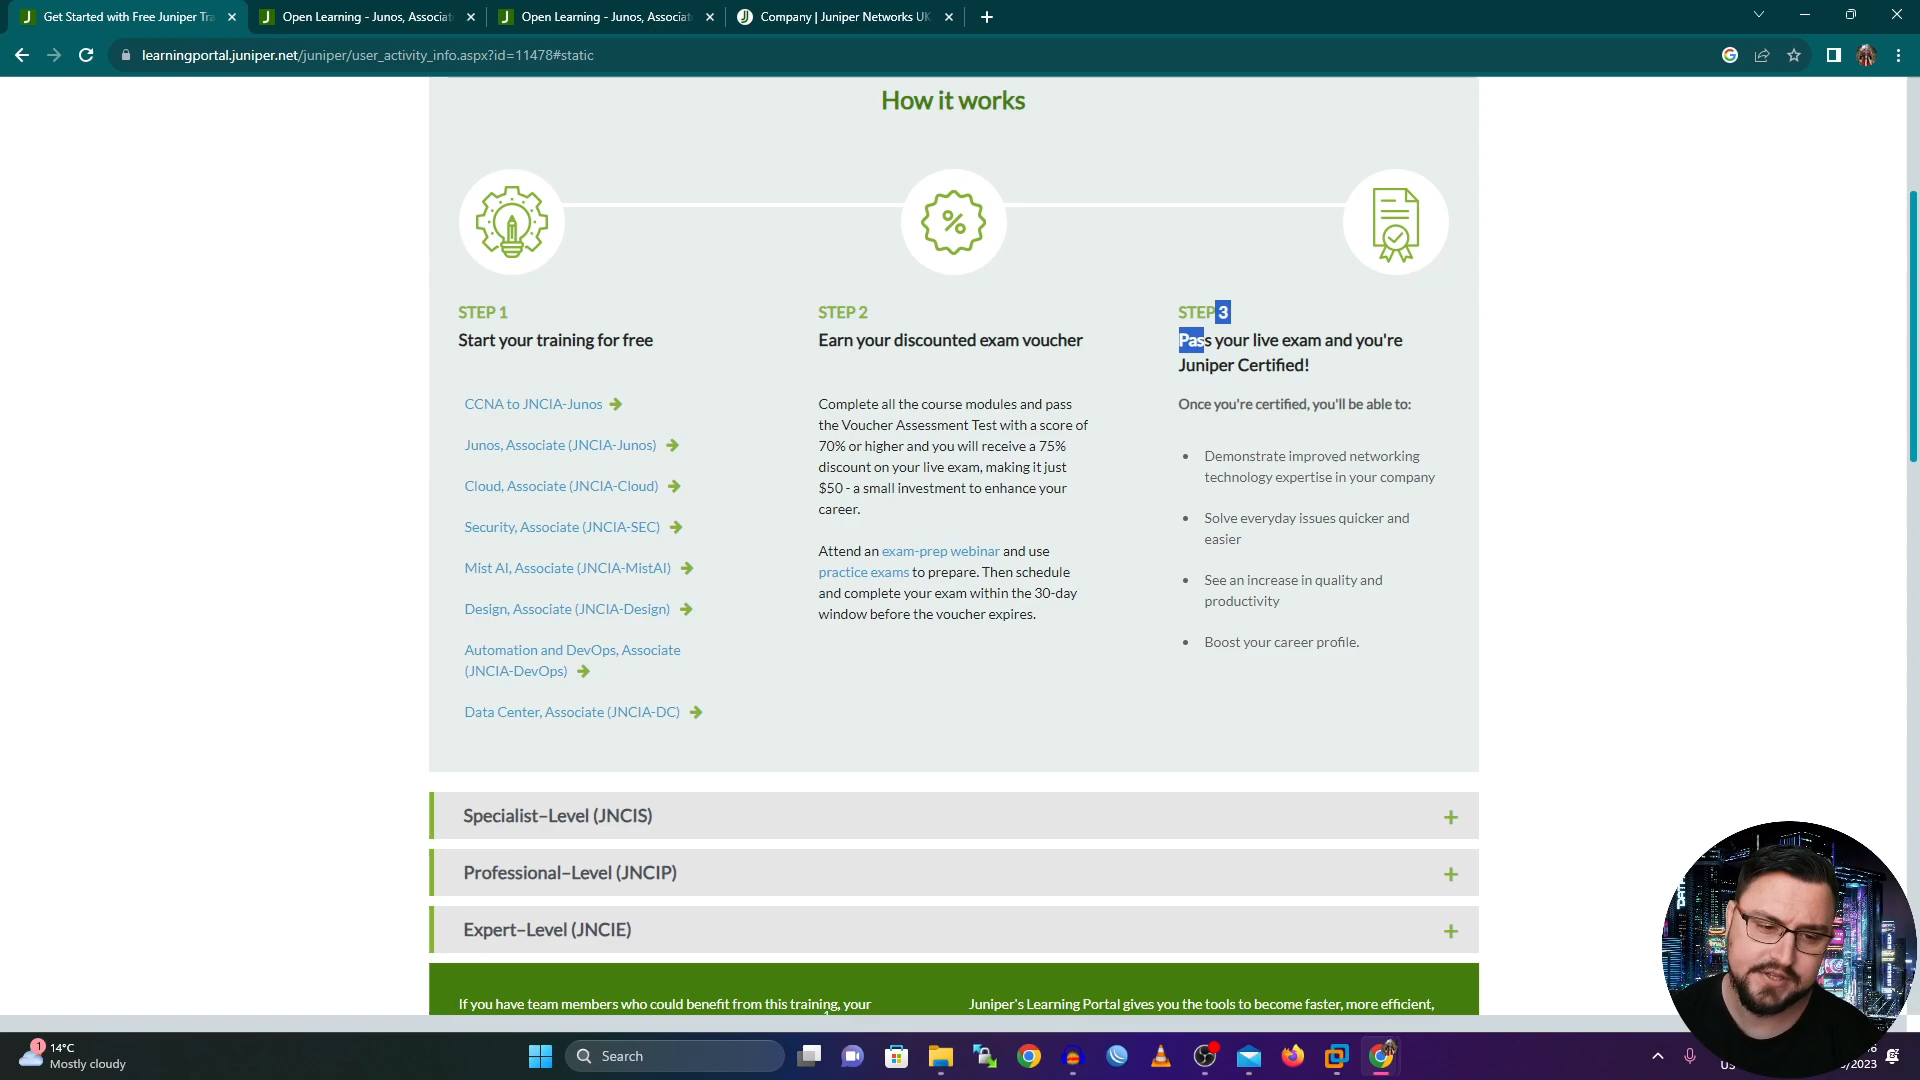 Get Started with Free Juniper Tra
Open Learning - Junos, Associat
Open Learning - Junos, Associat
Company | Juniper Networks UK
learningportal.juniper.net/juniper/user_activity_info.aspx?id=11478#static
How it works
STEP 1
Start your training for free
CCNA to JNCIA-Junos
Junos, Associate (JNCIA-Junos)
Cloud, Associate (JNCIA-Cloud)
Security, Associate (JNCIA-SEC)
Mist AI, Associate (JNCIA-MistAI)
Design, Associate (JNCIA-Design)
Automation and DevOps, Associate
(JNCIA-DevOps)
Data Center, Associate (JNCIA-DC)
STEP 2
Earn your discounted exam voucher
Complete all the course modules and pass
the Voucher Assessment Test with a score of
70% or higher and you will receive a 75%
discount on your live exam, making it just
$50 - a small investment to enhance your
career.
Attend an exam-prep webinar and use
practice exams to prepare. Then schedule
and complete your exam within the 30-day
window before the voucher expires.
STEP 3
Pass your live exam and you're
Juniper Certified!
Once you're certified, you'll be able to:
Demonstrate improved networking
technology expertise in your company
Solve everyday issues quicker and
easier
See an increase in quality and
productivity
Boost your career profile.
Specialist–Level (JNCIS)
Professional–Level (JNCIP)
Expert–Level (JNCIE)
If you have team members who could benefit from this training, your
Juniper's Learning Portal gives you the tools to become faster, more efficient,
1
14°C
Mostly cloudy
Search
US
/2023